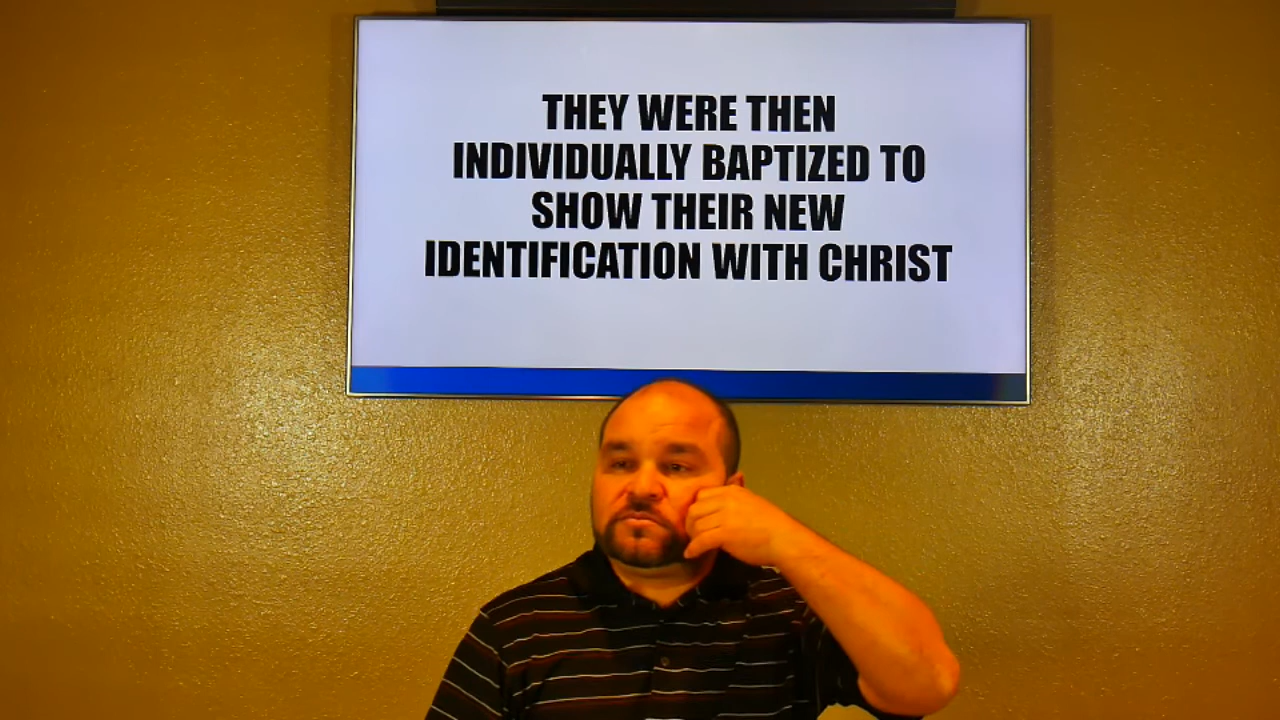 THEY WERE THEN
INDIVIDUALLY BAPTIZED TO
SHOW THEIR NEW
IDENTIFICATION WITH CHRIST